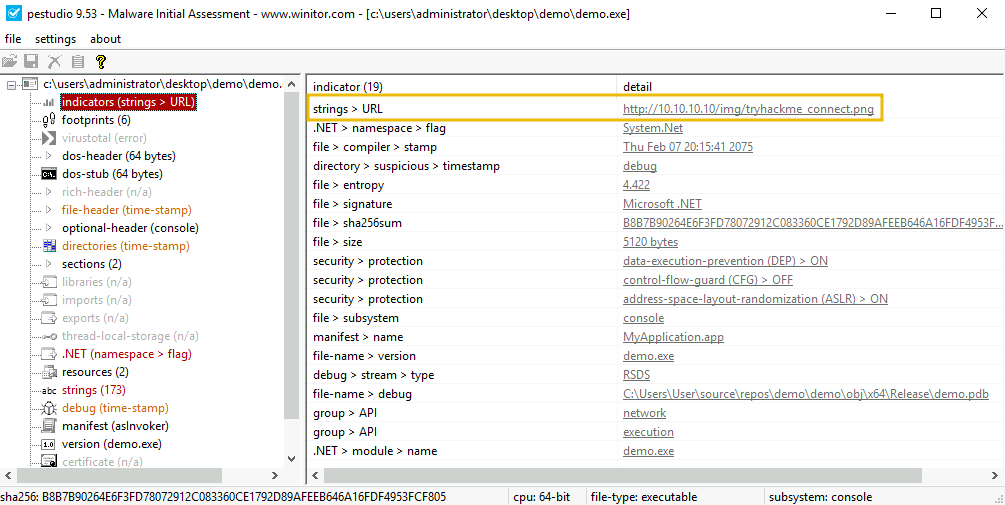 pestudio 9.53 - Malware Initial Assessment - www.winitor.com - [c:\users\administrator\desktop\demo\demo.exe]
file settings about
c:\users\administrator\desktop\demo\demo.
indicators (strings > URL)
footprints (6)
virustotal (error)
dos-header (64 bytes)
dos-stub (64 bytes)
rich-header (n/a)
file-header (time-stamp)
optional-header (console)
directories (time-stamp)
sections (2)
libraries (n/a)
imports (n/a)
exports (n/a)
thread-local-storage (n/a)
.NET (namespace > flag)
resources (2)
abc strings (173)
debug (time-stamp)
manifest (asInvoker)
1.0 version (demo.exe)
certificate (n/a)
indicator (19) detail
strings > URL http://10.10.10.10/img/tryhackme_connect.png
.NET > namespace > flag System.Net
file > compiler > stamp Thu Feb 07 20:15:41 2075
directory > suspicious > timestamp debug
file > entropy 4.422
file > signature Microsoft .NET
file > sha256sum B8B7B90264E6F3FD78072912C083360CE1792D89AFEEB646A16FDF4953F...
file > size 5120 bytes
security > protection data-execution-prevention (DEP) > ON
security > protection control-flow-guard (CFG) > OFF
security > protection address-space-layout-randomization (ASLR) > ON
file > subsystem console
manifest > name MyApplication.app
file-name > version demo.exe
debug > stream > type RSDS
file-name > debug C:\Users\User\source\repos\demo\demo\obj\x64\Release\demo.pdb
group > API network
group > API execution
.NET > module > name demo.exe
sha256: B8B7B90264E6F3FD78072912C083360CE1792D89AFEEB646A16FDF4953FCF805 cpu: 64-bit file-type: executable subsystem: console